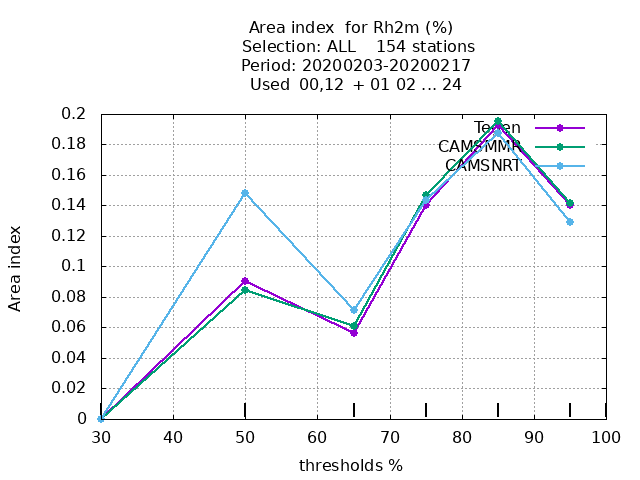 Area index for Rh2m (%)
Selection: ALL 154 stations
Period: 20200203-20200217
Used 00,12 + 01 02 ... 24
0.2
0.18
0.16
0.14
0.12
0.1
0.08
0.06
0.04
0.02
0
Area index
CAMSMMR
CAMSNRT
30
40
50
60
70
80
90
100
thresholds %